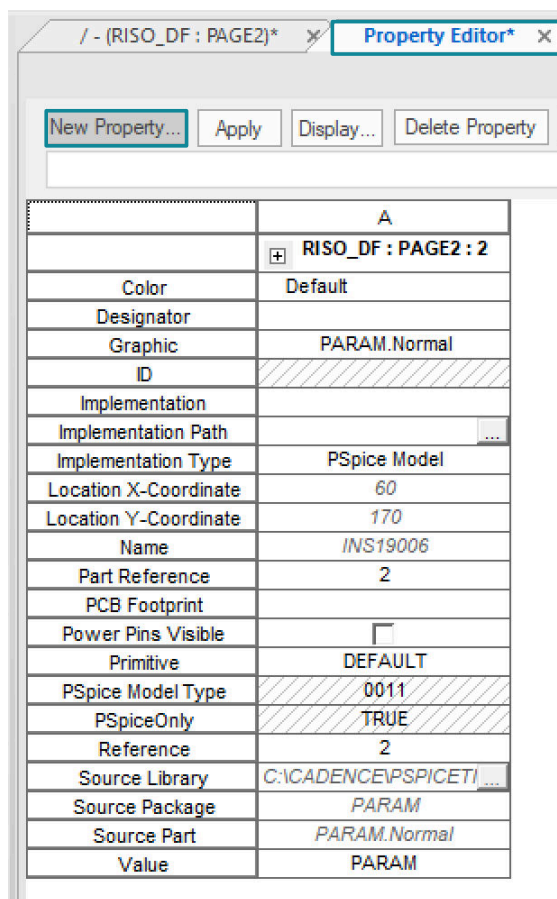 / - (RISO_DF : PAGE2)*
Property Editor*
New Property... Apply Display... Delete Property
A
RISO_DF : PAGE2 : 2
Color Default
Designator
Graphic PARAM.Normal
ID
Implementation
Implementation Path ...
Implementation Type PSpice Model
Location X-Coordinate 60
Location Y-Coordinate 170
Name INS19006
Part Reference 2
PCB Footprint
Power Pins Visible
Primitive DEFAULT
PSpice Model Type 0011
PSpiceOnly TRUE
Reference 2
Source Library C:\CADENCE\PSPICETI ...
Source Package PARAM
Source Part PARAM.Normal
Value PARAM